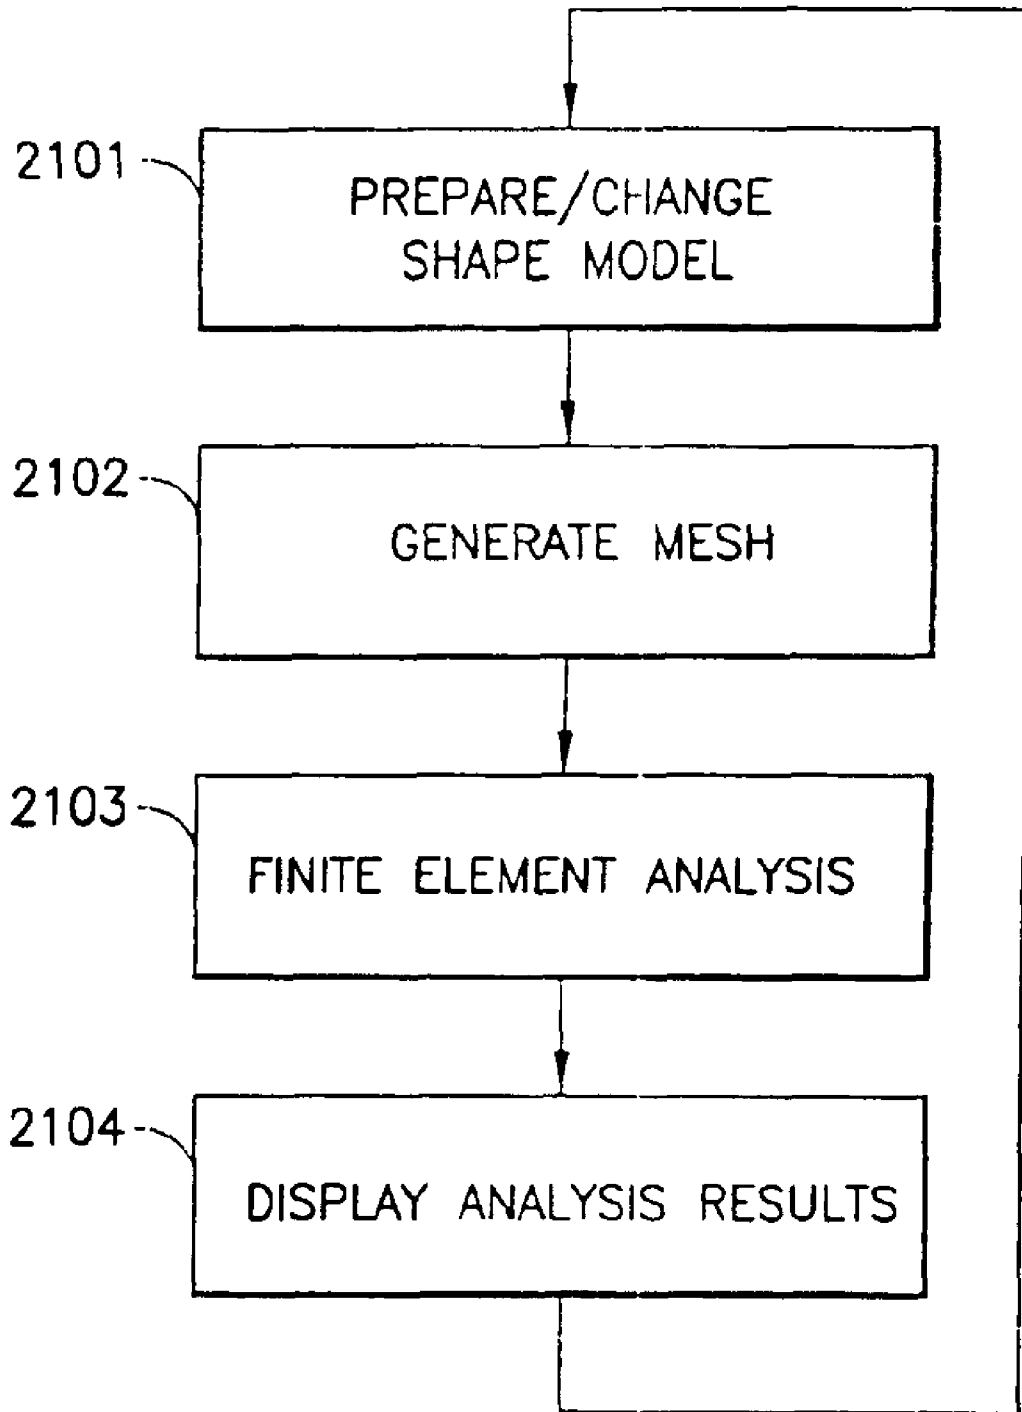 2101
PREPARE/CHANGE
SHAPE MODEL
2102
GENERATE MESH
2103
FINITE ELEMENT ANALYSIS
2104
DISPLAY ANALYSIS RESULTS